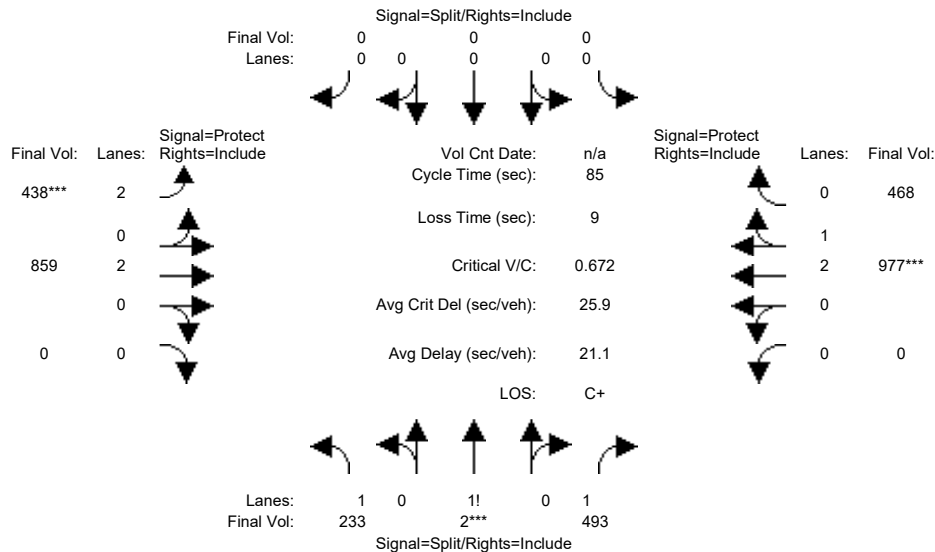 Signal=Split/Rights=Include
Final Vol: 0 0 0
Lanes: 0 0 0 0 0
Signal=Protect Signal=Protect
Final Vol: Lanes: Rights=Include Vol Cnt Date: n/a Rights=Include Lanes: Final Vol:
Cycle Time (sec): 85
438*** 2 0 468
Loss Time (sec): 9
0 1
859 2 Critical V/C: 0.672 2 977***
0 Avg Crit Del (sec/veh): 25.9 0
0 0 Avg Delay (sec/veh): 21.1 0 0
LOS: C+
Lanes: 1 0 1! 0 1
Final Vol: 233 2*** 493
Signal=Split/Rights=Include